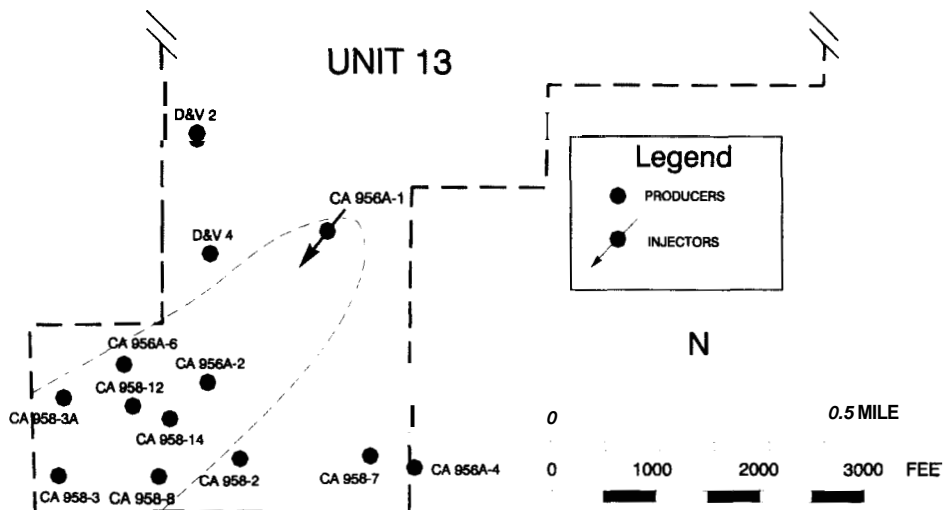 UNIT 13
D&V 2
Legend
PRODUCERS
INJECTORS
CA 956A-1
D&V 4
N
CA 956A-6
CA 956A-2
CA 958-12
CA 958-3A
CA 958-14
0 0.5 MILE
CA 958-3
CA 958-8
CA 958-2
CA 958-7
CA 956A-4
0 1000 2000 3000 FEET